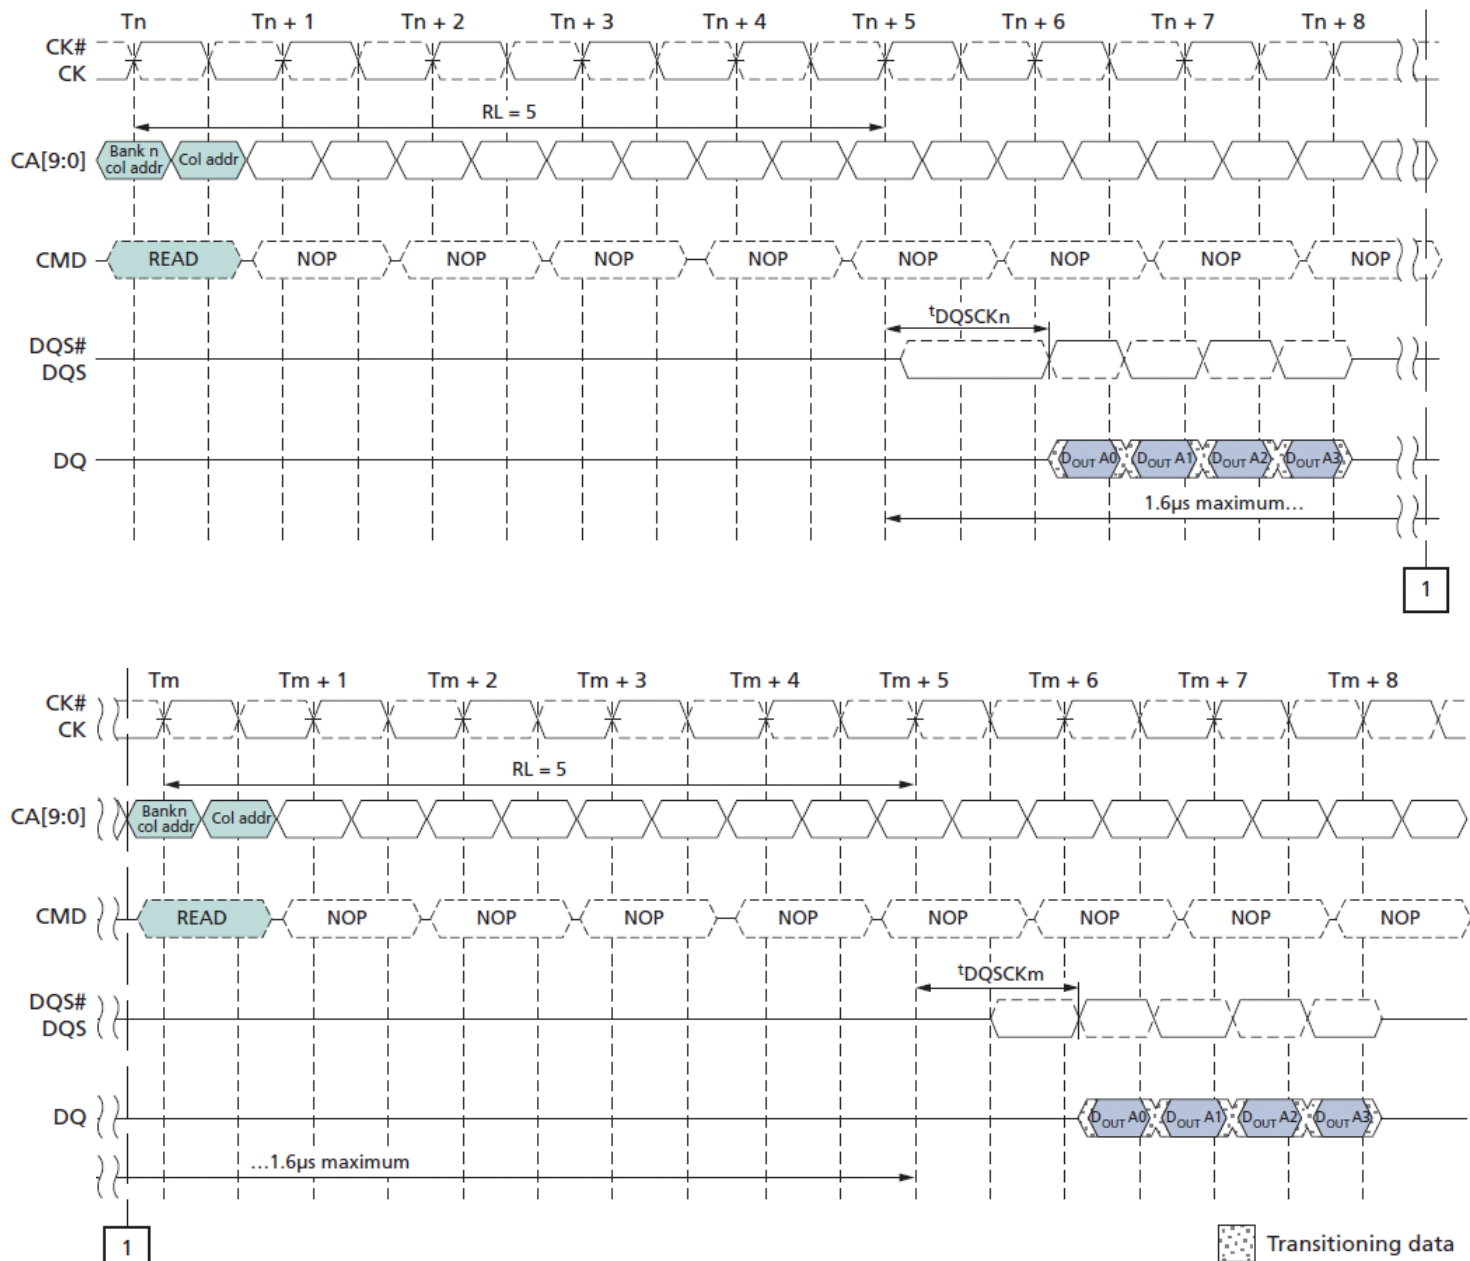 Tn Tn + 1 Tn + 2 Tn + 3 Tn + 4 Tn + 5 Tn + 6 Tn + 7 Tn + 8
CK#
CK
RL = 5
CA[9:0] Bank n col addr Col addr
CMD READ NOP NOP NOP NOP NOP NOP NOP NOP
tDQSCKn
DQS#
DQS
DQ DOUT A0 DOUT A1 DOUT A2 DOUT A3
1.6µs maximum…
1
Tm Tm + 1 Tm + 2 Tm + 3 Tm + 4 Tm + 5 Tm + 6 Tm + 7 Tm + 8
CK#
CK
RL = 5
CA[9:0] Bankn col addr Col addr
CMD READ NOP NOP NOP NOP NOP NOP NOP NOP
tDQSCKm
DQS#
DQS
DQ DOUT A0 DOUT A1 DOUT A2 DOUT A3
…1.6µs maximum
1
Transitioning data